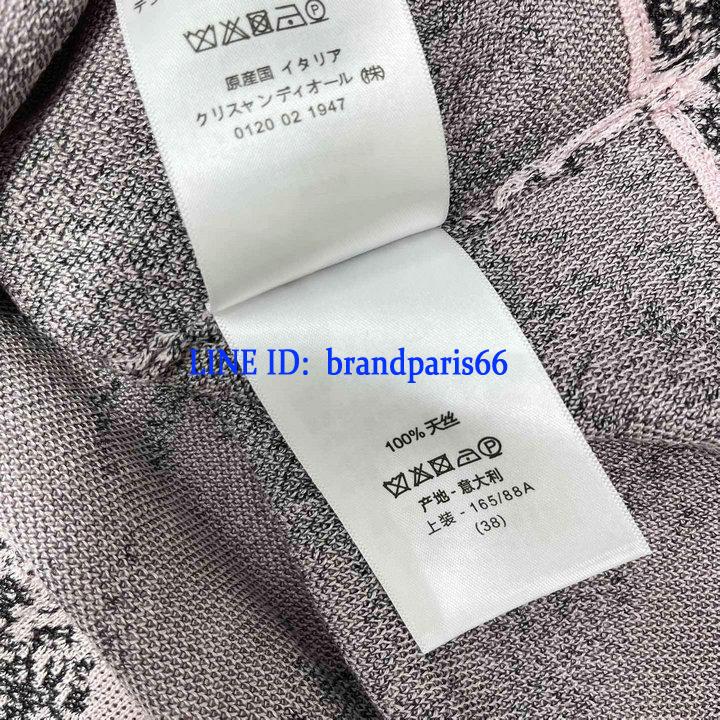 原産国 イタリア
クリスャンディオール(株)
0120 02 1947
LINE ID: brandparis66
100% 天丝
产地 - 意大利
上装 - 165/88A
(38)